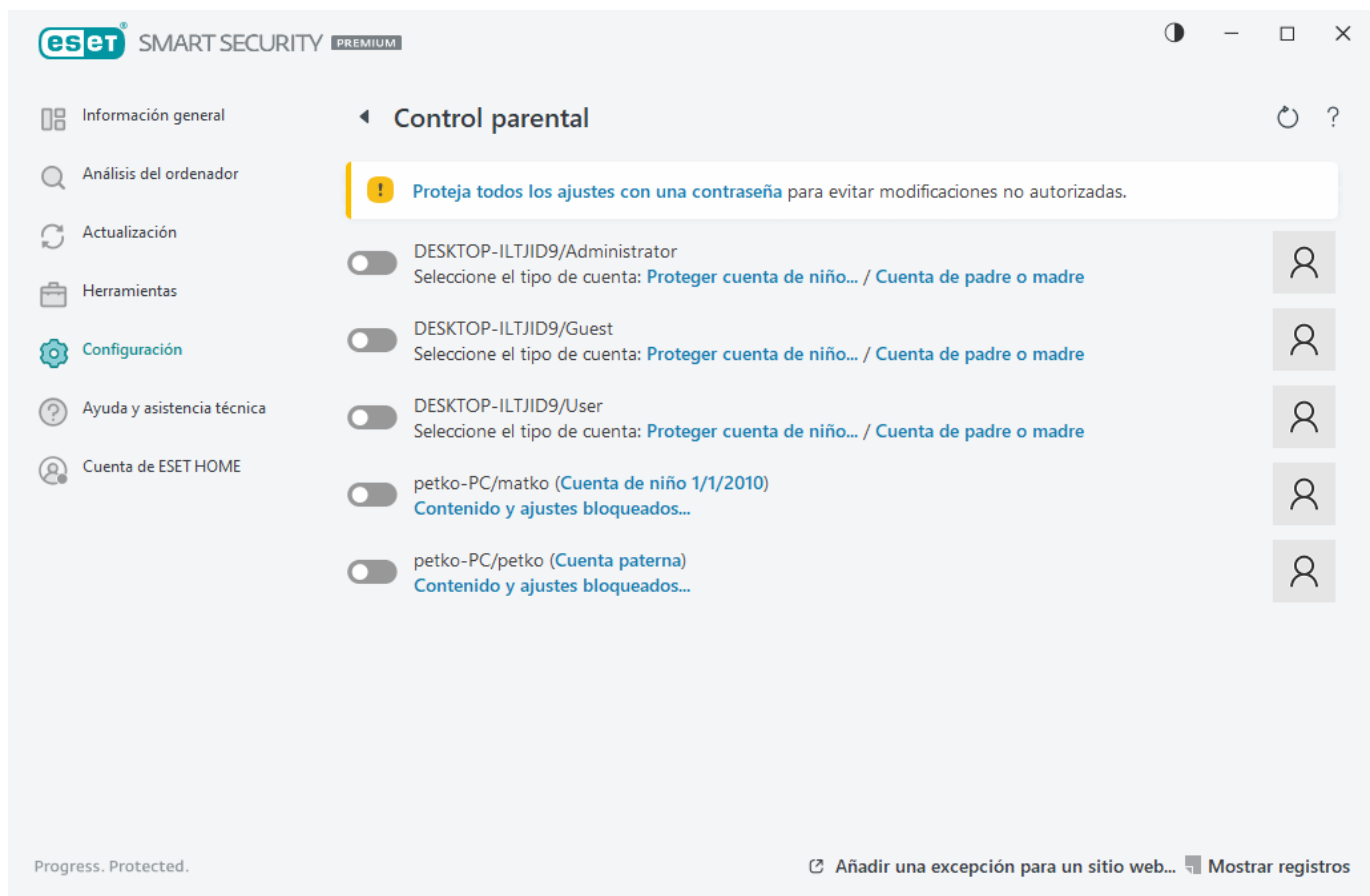 eset® SMART SECURITY PREMIUM
Información general
Análisis del ordenador
Actualización
Herramientas
Configuración
Ayuda y asistencia técnica
Cuenta de ESET HOME
Control parental
?
! Proteja todos los ajustes con una contraseña para evitar modificaciones no autorizadas.
DESKTOP-ILTJID9/Administrator
Seleccione el tipo de cuenta: Proteger cuenta de niño... / Cuenta de padre o madre
DESKTOP-ILTJID9/Guest
Seleccione el tipo de cuenta: Proteger cuenta de niño... / Cuenta de padre o madre
DESKTOP-ILTJID9/User
Seleccione el tipo de cuenta: Proteger cuenta de niño... / Cuenta de padre o madre
petko-PC/matko (Cuenta de niño 1/1/2010)
Contenido y ajustes bloqueados...
petko-PC/petko (Cuenta paterna)
Contenido y ajustes bloqueados...
Progress. Protected.
Añadir una excepción para un sitio web... Mostrar registros